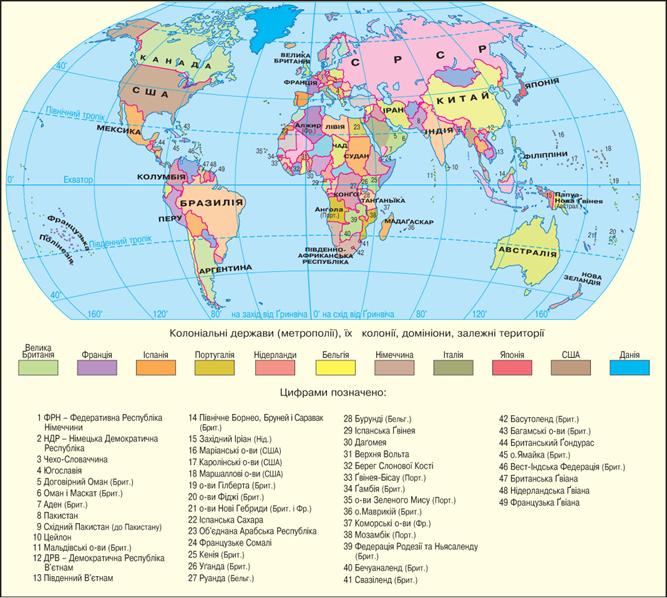 КАНАДА
США
МЕКСИКА
Північний тропік
КОЛУМБІЯ
Екватор
ПЕРУ
БРАЗИЛІЯ
Французька Полінезія
Південний тропік
АРГЕНТИНА
ВЕЛИКА БРИТАНІЯ
ФРАНЦІЯ
СРСР
Алжир (Фр.)
ЛІВІЯ
ЧАД
СУДАН
ІРАН
КИТАЙ
ІНДІЯ
ЯПОНІЯ
ФІЛІППІНИ
КОНГО
ТАНГАНЬЇКА
Ангола (Порт.)
МАДАГАСКАР
ПІВДЕННО-АФРИКАНСЬКА РЕСПУБЛІКА
Папуа-Нова Ґвінея (Австрал.)
АВСТРАЛІЯ
НОВА ЗЕЛАНДІЯ
160° 120° 80° 40° на захід від Ґринвіча 0° на схід від Ґринвіча 40° 80° 120° 160°
Колоніальні держави (метрополії), їх колонії, домініони, залежні території
Велика Британія
Франція
Іспанія
Португалія
Нідерланди
Бельгія
Німеччина
Італія
Японія
США
Данія
Цифрами позначено:
1 ФРН – Федеративна Республіка
Німеччини
2 НДР – Німецька Демократична
Республіка
3 Чехо-Словаччина
4 Югославія
5 Договірний Оман (Брит.)
6 Оман і Маскат (Брит.)
7 Аден (Брит.)
8 Пакистан
9 Східний Пакистан (до Пакистану)
10 Цейлон
11 Мальдівські о-ви (Брит.)
12 ДРВ – Демократична Республіка
В'єтнам
13 Південний В'єтнам
14 Північне Борнео, Бруней і Саравак
(Брит.)
15 Західний Іріан (Нід.)
16 Маріанські о-ви (США)
17 Каролінські о-ви (США)
18 Маршаллові о-ви (США)
19 о-ви Гілберта (Брит.)
20 о-ви Фіджі (Брит.)
21 о-ви Нові Гебриди (Брит. і Фр.)
22 Іспанська Сахара
23 Об'єднана Арабська Республіка
24 Французьке Сомалі
25 Кенія (Брит.)
26 Уганда (Брит.)
27 Руанда (Бельг.)
28 Бурунді (Бельг.)
29 Іспанська Ґвінея
30 Дагомея
31 Верхня Вольта
32 Берег Слонової Кості
33 Ґвінея-Бісау (Порт.)
34 Ґамбія (Брит.)
35 о-ви Зеленого Мису (Порт.)
36 о.Маврикій (Брит.)
37 Коморські о-ви (Фр.)
38 Мозамбік (Порт.)
39 Федерація Родезії та Ньясаленду
(Брит.)
40 Бечуаналенд (Брит.)
41 Свазіленд (Брит.)
42 Басутоленд (Брит.)
43 Багамські о-ви (Брит.)
44 Британський Ґондурас
45 о.Ямайка (Брит.)
46 Вест-Індська Федерація (Брит.)
47 Британська Ґвіана
48 Нідерландська Ґвіана
49 Французька Ґвіана